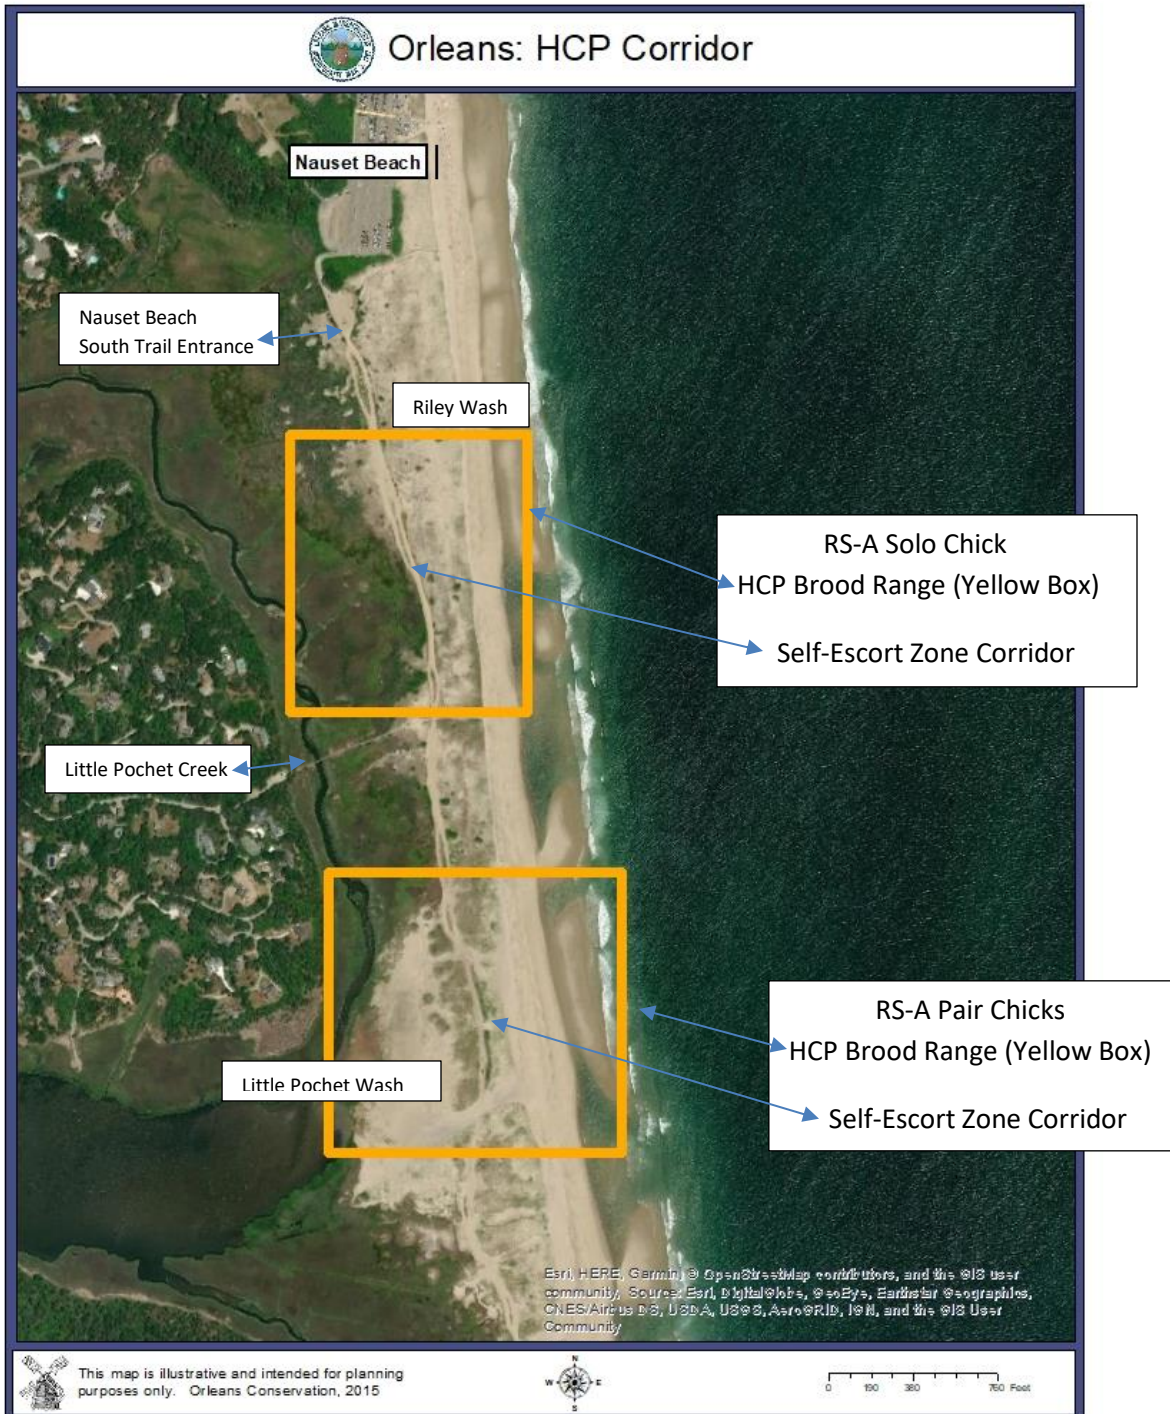 Orleans: HCP Corridor
Nauset Beach
Nauset Beach
South Trail Entrance
Riley Wash
RS-A Solo Chick
HCP Brood Range (Yellow Box)
Self-Escort Zone Corridor
Little Pochet Creek
RS-A Pair Chicks
HCP Brood Range (Yellow Box)
Self-Escort Zone Corridor
Little Pochet Wash
Esri, HERE, Garmin, © OpenStreetMap contributors, and the GIS user
community, Source: Esri, DigitalGlobe, GeoEye, Earthstar Geographics,
CNES/Airbus DS, USDA, USGS, AeroGRID, IGN, and the GIS User
Community
This map is illustrative and intended for planning
purposes only. Orleans Conservation, 2015
N
W E
S
0 190 380 760 Feet